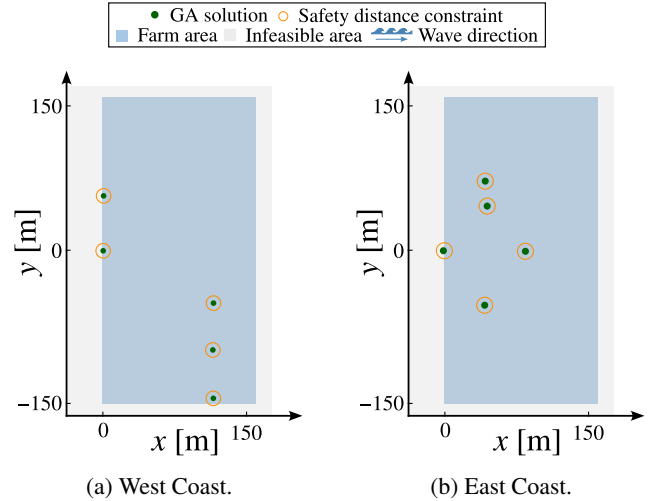 GA solution Safety distance constraint
Farm area Infeasible area Wave direction
150
0
−150
y [m]
0 150
x [m]
(a) West Coast.
150
0
−150
y [m]
0 150
x [m]
(b) East Coast.